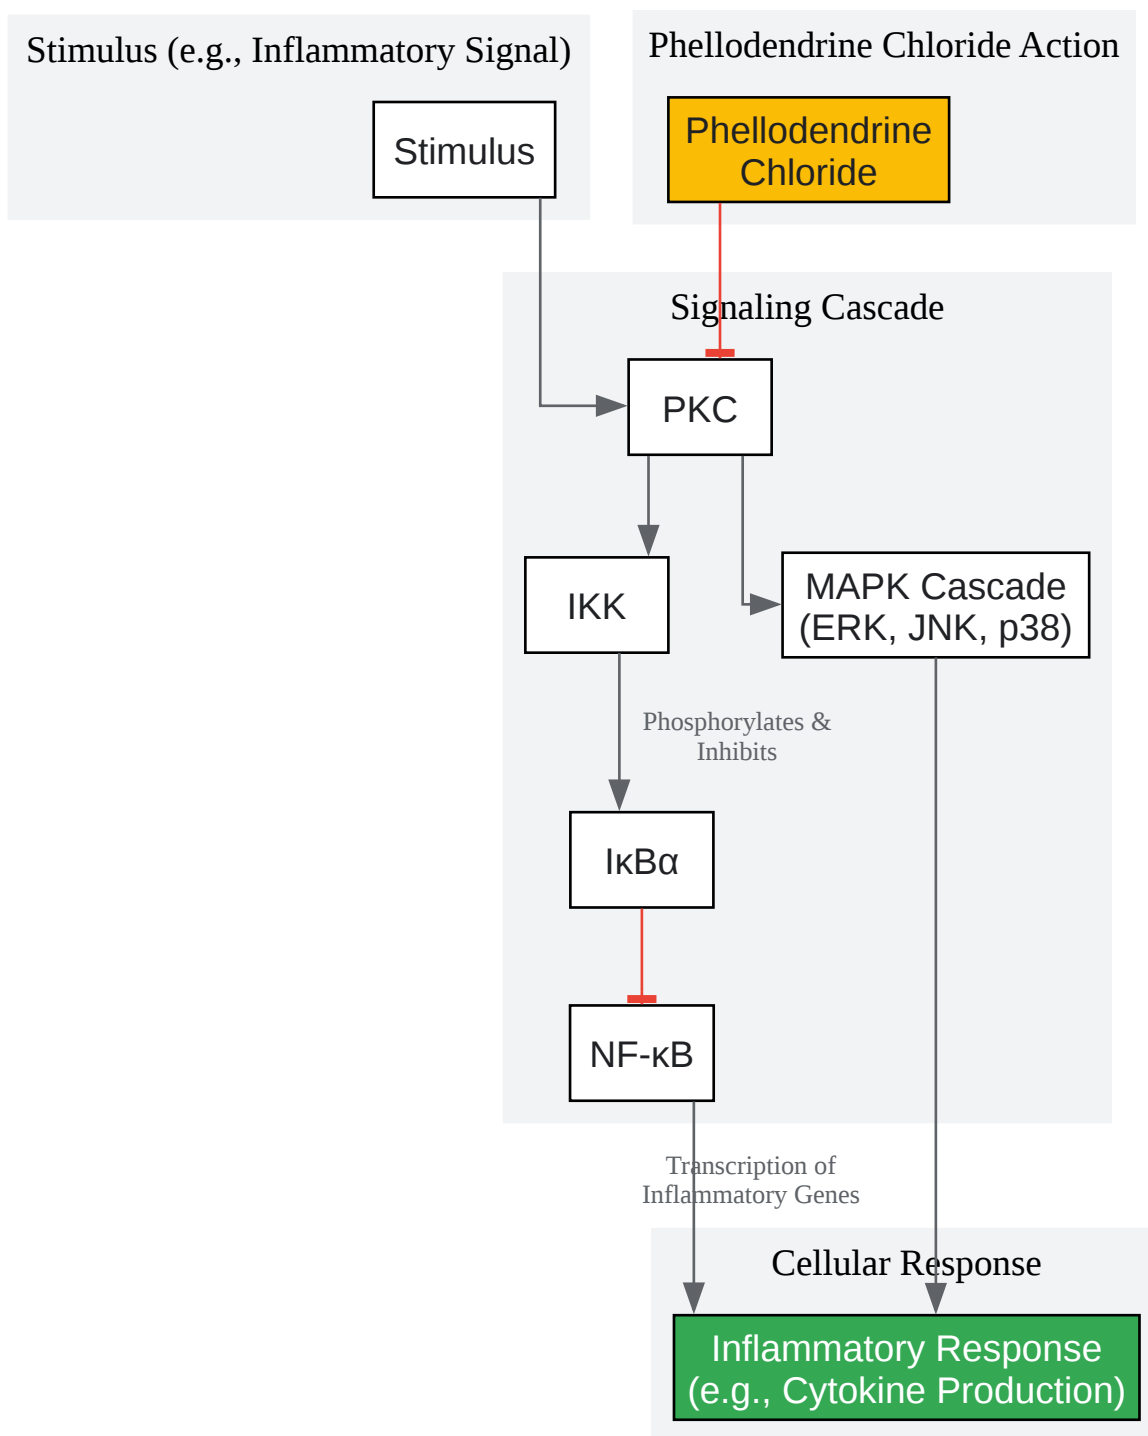 Stimulus (e.g., Inflammatory Signal)
Phellodendrine Chloride Action
Stimulus
Phellodendrine
Chloride
Signaling Cascade
PKC
IKK
MAPK Cascade
(ERK, JNK, p38)
Phosphorylates &
Inhibits
IκBα
NF-κB
Transcription of
Inflammatory Genes
Cellular Response
Inflammatory Response
(e.g., Cytokine Production)